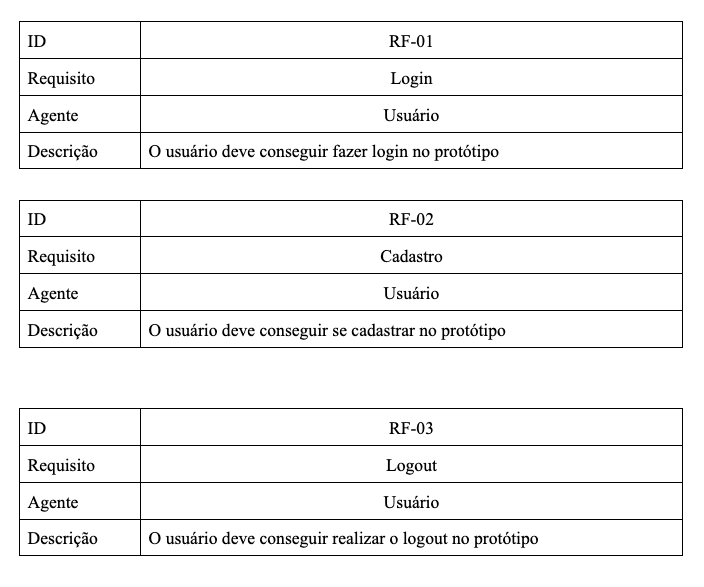 ID RF-01
Requisito Login
Agente Usuário
Descrição O usuário deve conseguir fazer login no protótipo
ID RF-02
Requisito Cadastro
Agente Usuário
Descrição O usuário deve conseguir se cadastrar no protótipo
ID RF-03
Requisito Logout
Agente Usuário
Descrição O usuário deve conseguir realizar o logout no protótipo